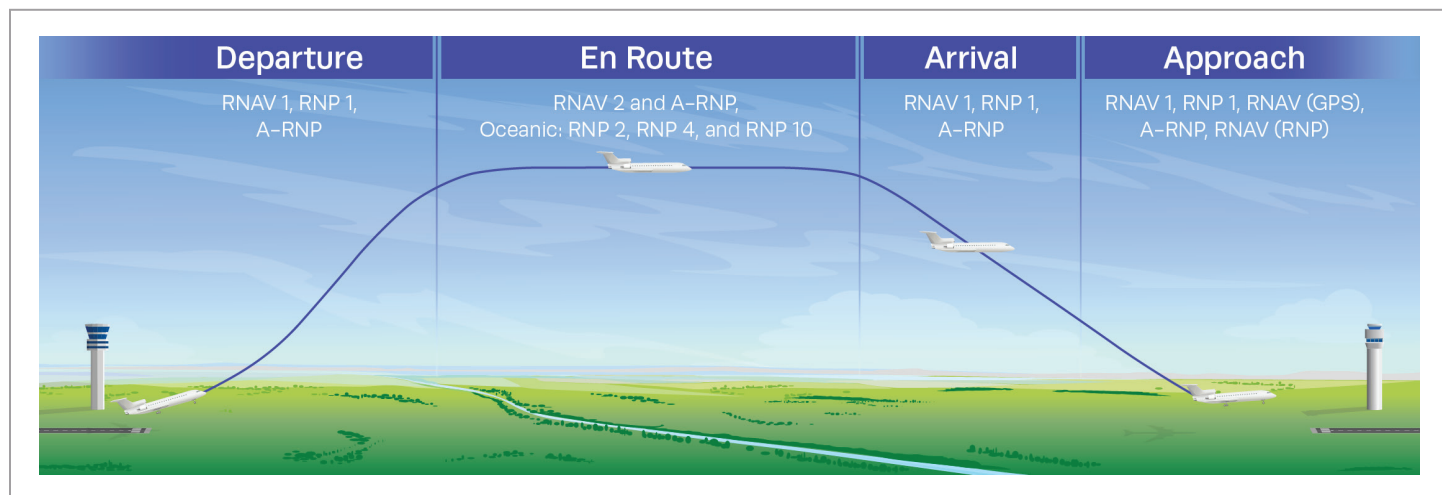 Departure
RNAV 1, RNP 1,
A-RNP
En Route
RNAV 2 and A-RNP,
Oceanic: RNP 2, RNP 4, and RNP 10
Arrival
RNAV 1, RNP 1,
A-RNP
Approach
RNAV 1, RNP 1, RNAV (GPS),
A-RNP, RNAV (RNP)